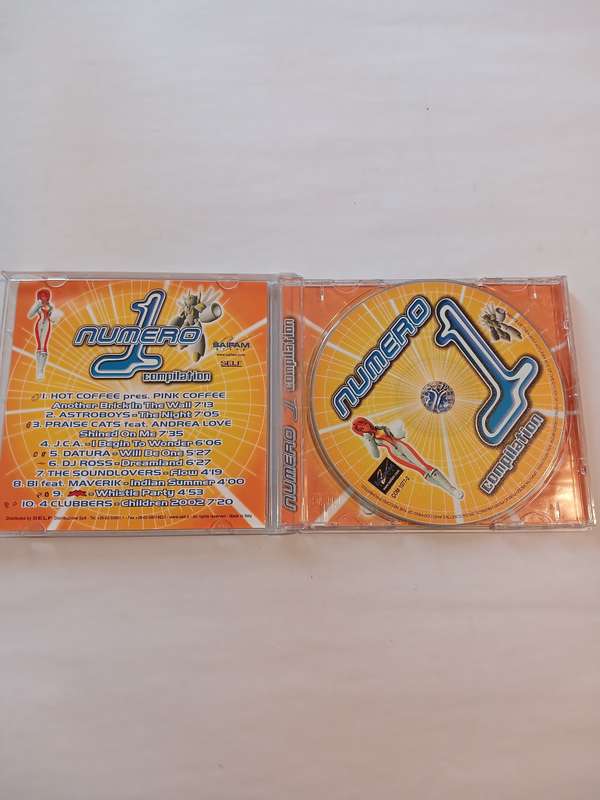 NUMERO
1
compilation
SAIFAM
SELF
1. HOT COFFEE pres. PINK COFFEE
Another Brick In The Wall 7'13
2. ASTROBOYS - The Night 7'05
3. PRAISE CATS feat. ANDREA LOVE
Shined On Me 7'35
4. J.C.A. - I Begin To Wonder 6'06
5. DATURA - Will Be One 5'27
6. DJ ROSS - Dreamland 6'27
7. THE SOUNDLOVERS - Flow 4'19
8. Bi feat. MAVERIK - Indian Summer 4'00
9. - Whistle Party 4'53
10. 4 CLUBBERS - Children 2002 7'20
Made in Italy
NUMERO 1 compilation
NUMERO
1
compilation